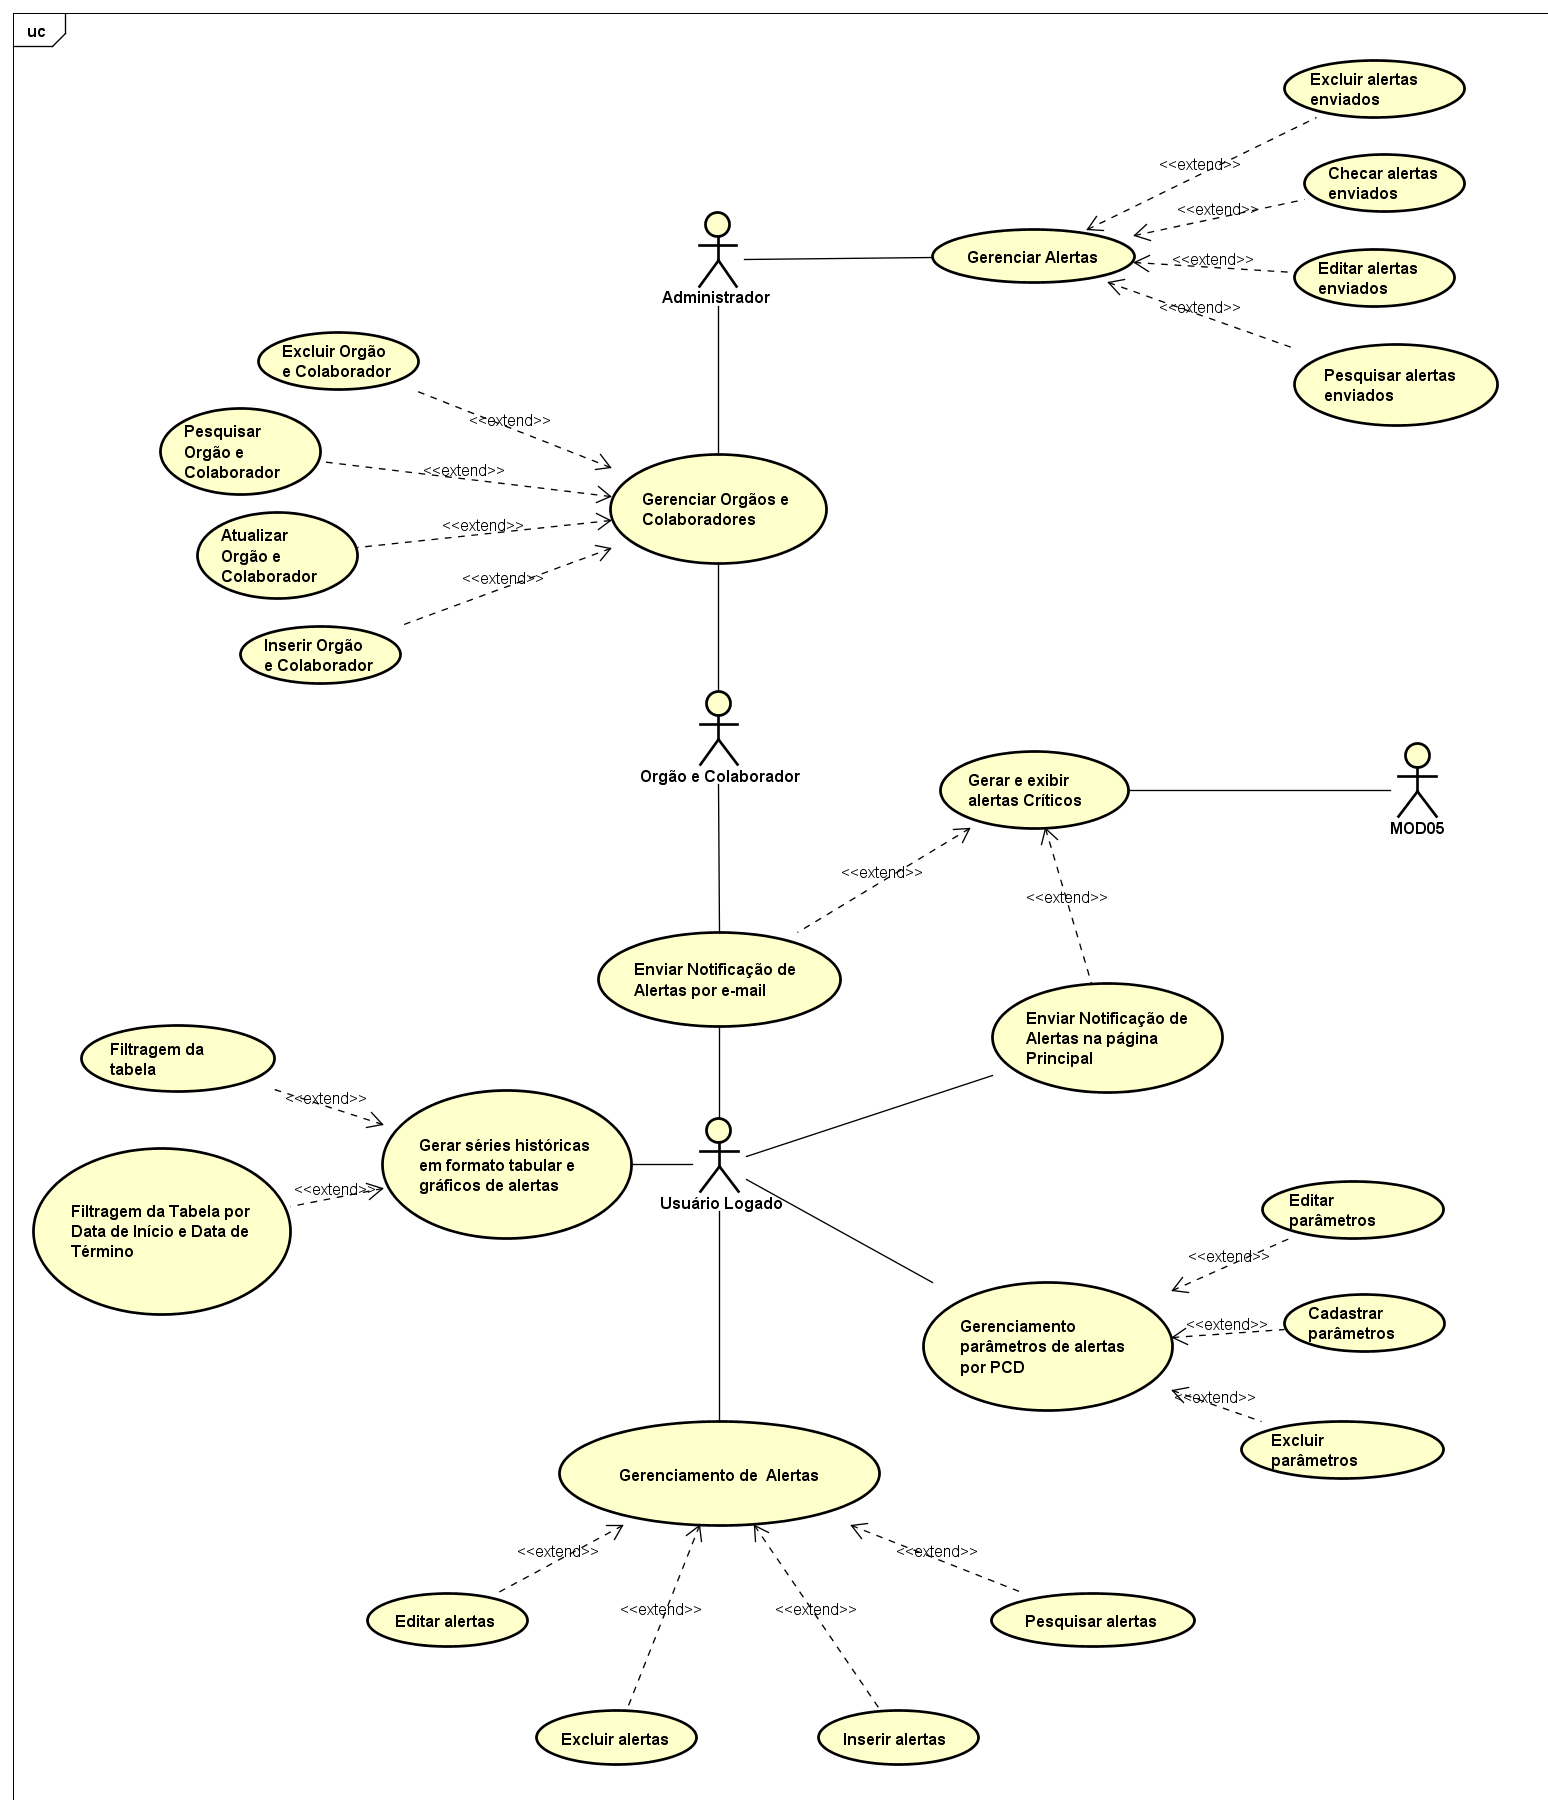 uc
Excluir alertas
enviados
<<extend>>
Checar alertas
enviados
<<extend>>
Administrador
Gerenciar Alertas
<<extend>>
Editar alertas
enviados
<<extend>>
Pesquisar alertas
enviados
Excluir Orgão
e Colaborador
<<extend>>
Pesquisar
Orgão e
Colaborador
<<extend>>
Gerenciar Orgãos e
Colaboradores
Atualizar
Orgão e
Colaborador
<<extend>>
<<extend>>
Inserir Orgão
e Colaborador
Orgão e Colaborador
Gerar e exibir
alertas Críticos
MOD05
<<extend>>
<<extend>>
Enviar Notificação de
Alertas por e-mail
Enviar Notificação de
Alertas na página
Principal
Filtragem da
tabela
<<extend>>
Gerar séries históricas
em formato tabular e
gráficos de alertas
<<extend>>
Filtragem da Tabela por
Data de Início e Data de
Término
Usuário Logado
Editar
parâmetros
<<extend>>
Gerenciamento
parâmetros de alertas
por PCD
<<extend>>
Cadastrar
parâmetros
<<extend>>
Excluir
parâmetros
Gerenciamento de  Alertas
<<extend>>
<<extend>>
<<extend>>
<<extend>>
Editar alertas
Pesquisar alertas
Excluir alertas
Inserir alertas